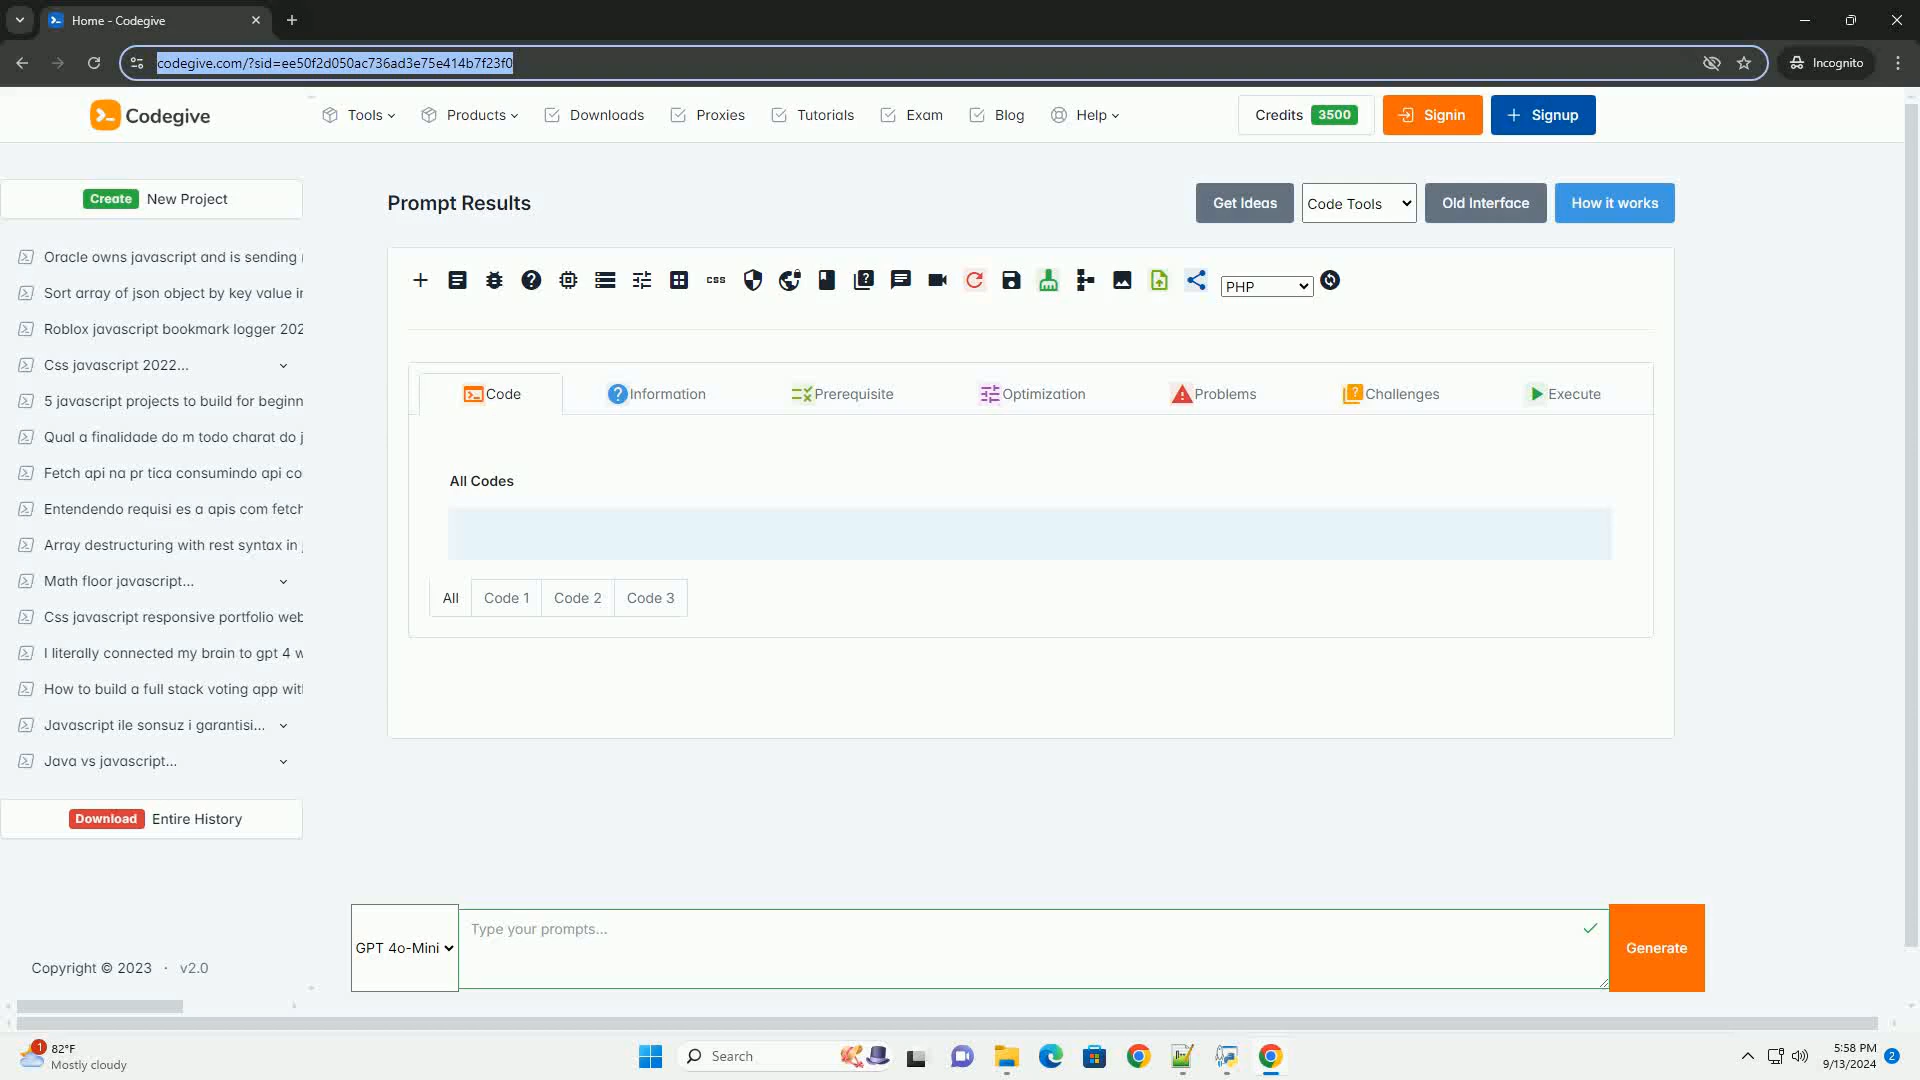 Home - Codegive
codegive.com/?sid=ee50f2d050ac736ad3e75e414b7f23f0
Incognito
Codegive
Tools
Products
Downloads
Proxies
Tutorials
Exam
Blog
Help
Credits 3500
Signin
Signup
Create New Project
Prompt Results
Get Ideas
Code Tools
Old Interface
How it works
Oracle owns javascript and is sending
Sort array of json object by key value in
Roblox javascript bookmark logger 202
Css javascript 2022...
5 javascript projects to build for beginn
Qual a finalidade do m todo charat do j
Fetch api na pr tica consumindo api co
Entendendo requisi es a apis com fetch
Array destructuring with rest syntax in j
Math floor javascript...
Css javascript responsive portfolio web
I literally connected my brain to gpt 4 w
How to build a full stack voting app wit
Javascript ile sonsuz i garantisi...
Java vs javascript...
Download Entire History
Copyright © 2023 · v2.0
css
PHP
Code
Information
Prerequisite
Optimization
Problems
Challenges
Execute
All Codes
All
Code 1
Code 2
Code 3
GPT 4o-Mini
Type your prompts...
Generate
1
82°F
Mostly cloudy
Search
5:58 PM
9/13/2024
2